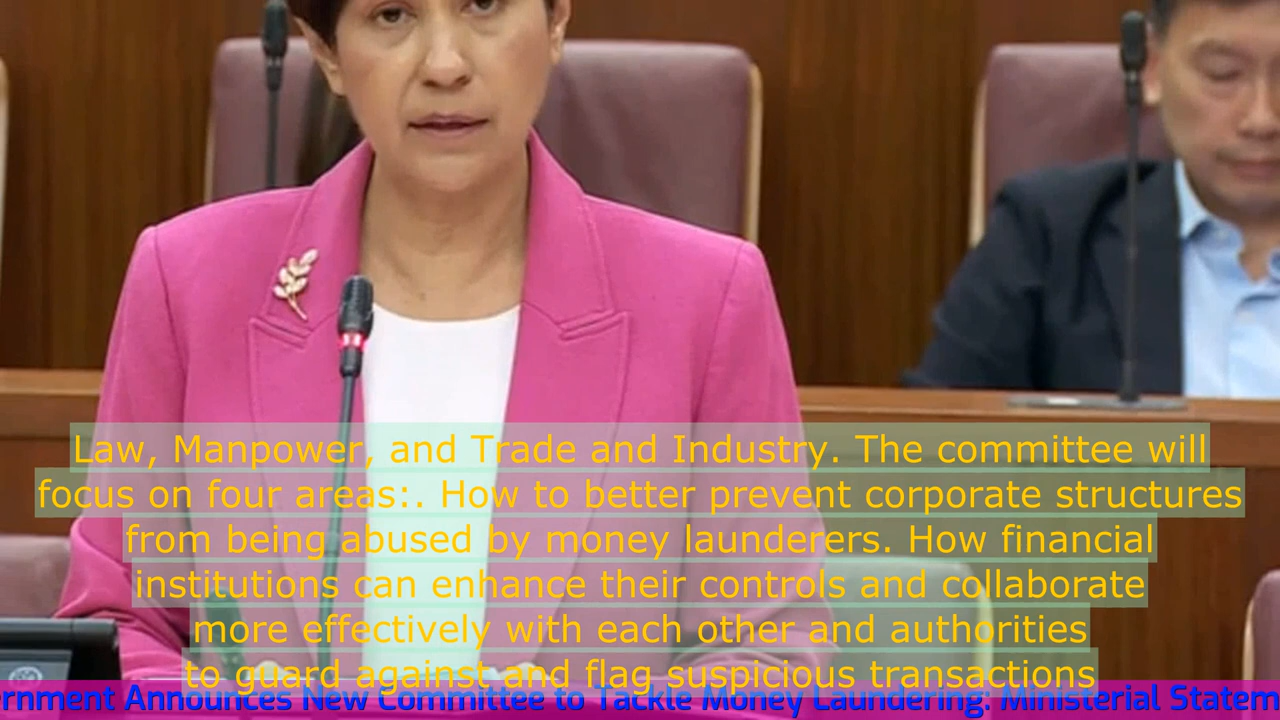 Law, Manpower, and Trade and Industry. The committee will
focus on four areas:. How to better prevent corporate structures
from being abused by money launderers. How financial
institutions can enhance their controls and collaborate
more effectively with each other and authorities
to guard against and flag suspicious transactions
rnment Announces New Committee to Tackle Money Laundering: Ministerial Statem